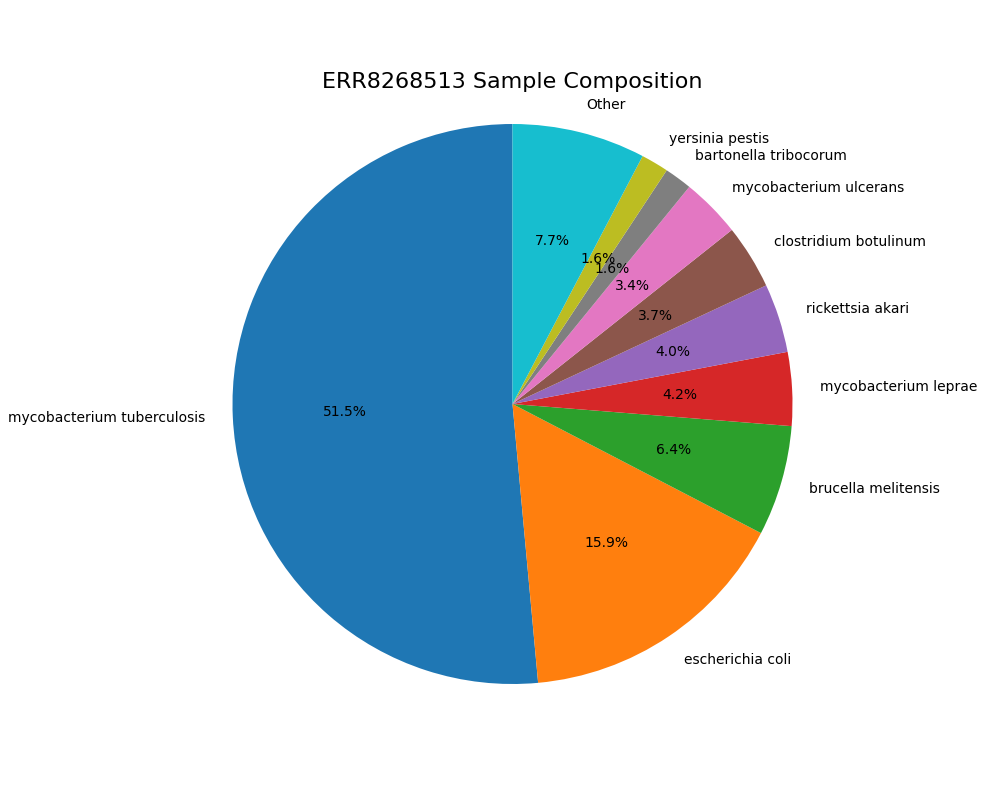 ERR8268513 Sample Composition
Other
yersinia pestis
bartonella tribocorum
mycobacterium ulcerans
clostridium botulinum
rickettsia akari
mycobacterium leprae
brucella melitensis
escherichia coli
mycobacterium tuberculosis
7.7%
1.6%
1.6%
3.4%
3.7%
4.0%
4.2%
6.4%
15.9%
51.5%